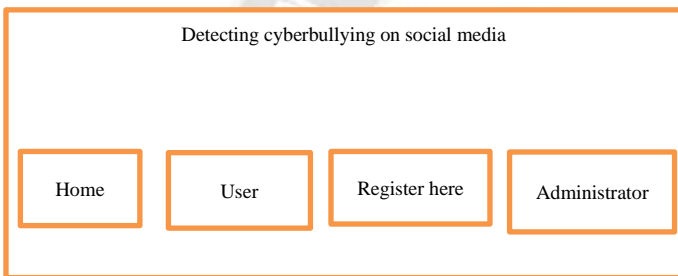 Detecting cyberbullying on social media
Home
User
Register here
Administrator